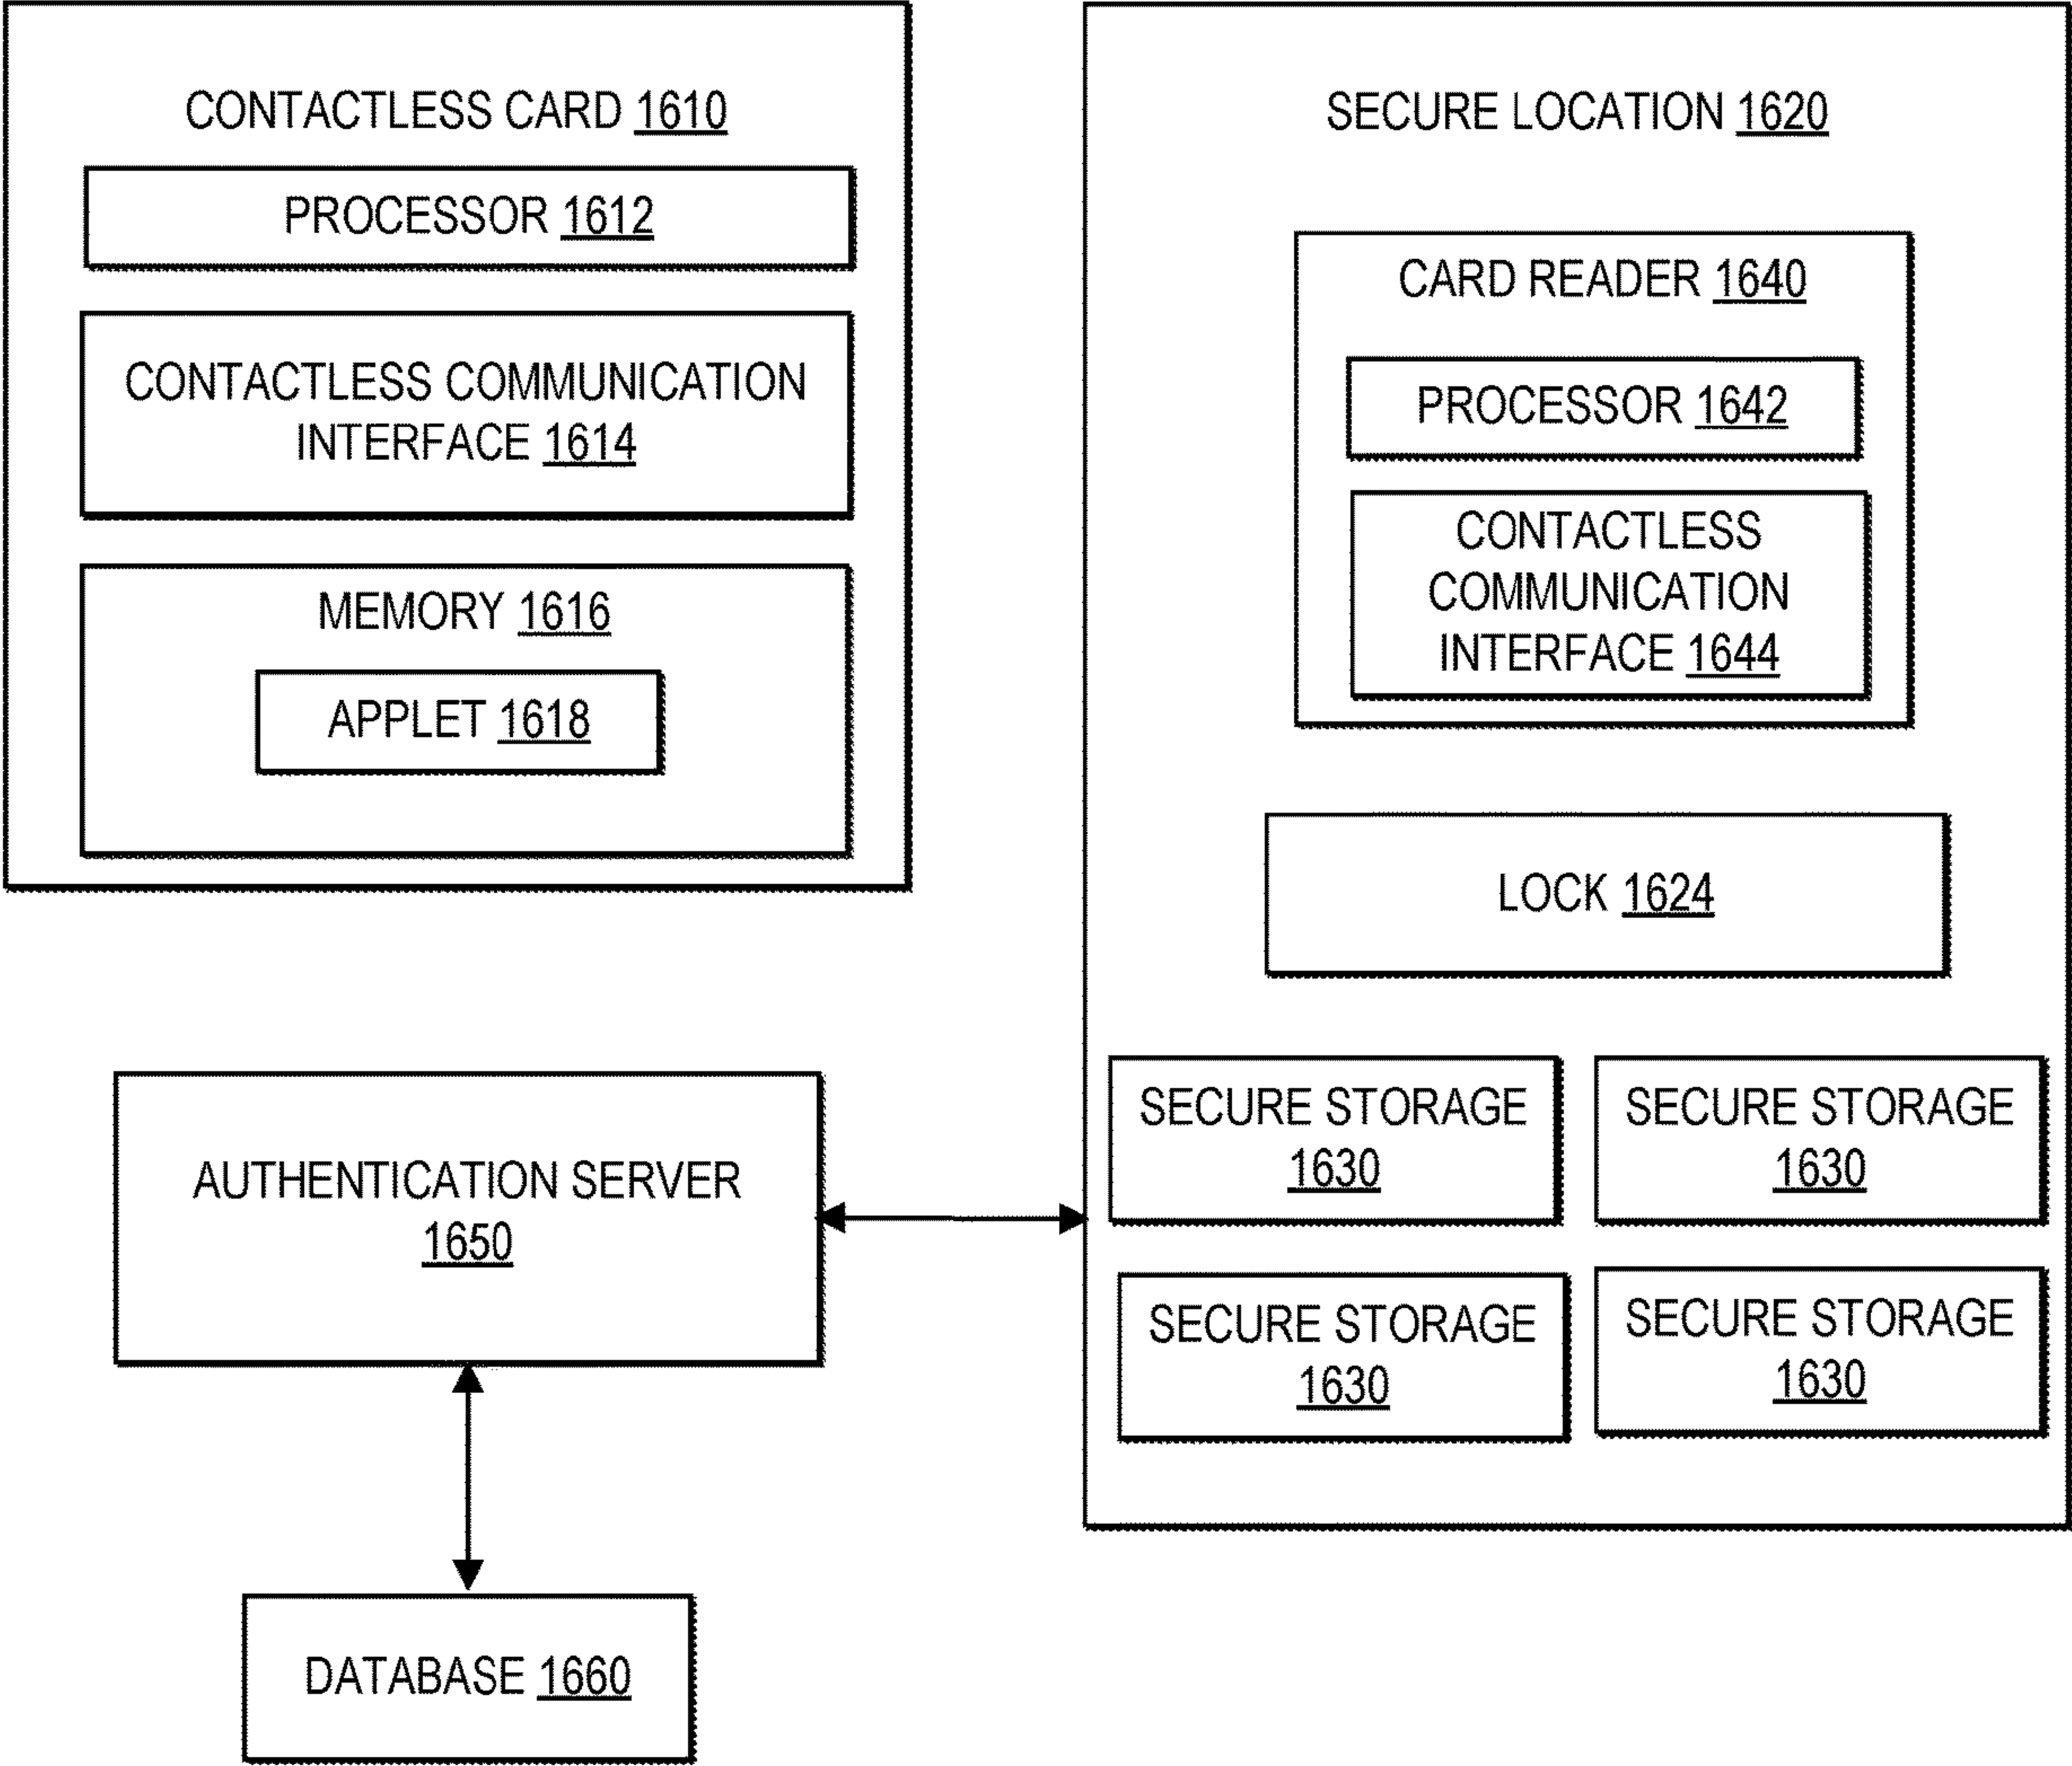 CONTACTLESS CARD 1610
PROCESSOR 1612
CONTACTLESS COMMUNICATION
INTERFACE 1614
MEMORY 1616
APPLET 1618
SECURE LOCATION 1620
CARD READER 1640
PROCESSOR 1642
CONTACTLESS
COMMUNICATION
INTERFACE 1644
LOCK 1624
SECURE STORAGE
1630
SECURE STORAGE
1630
SECURE STORAGE
1630
SECURE STORAGE
1630
AUTHENTICATION SERVER
1650
DATABASE 1660